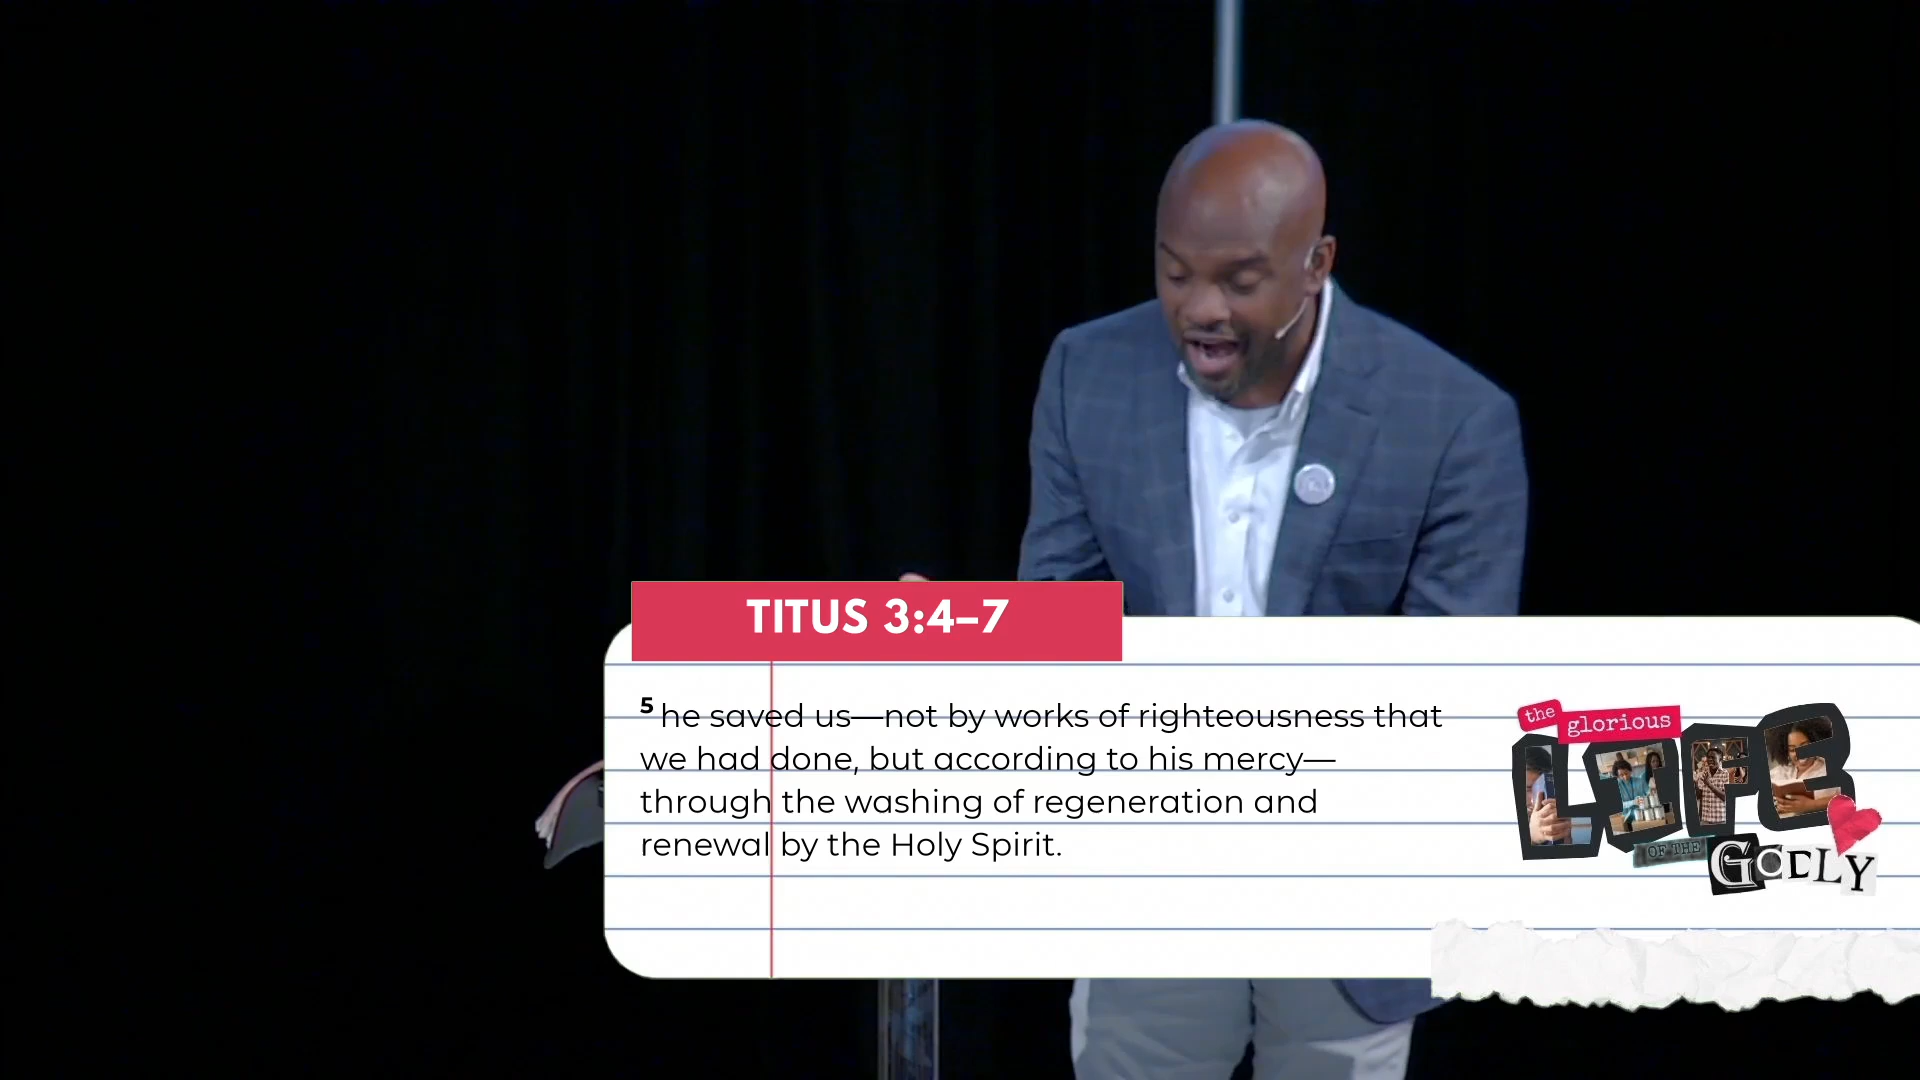 TITUS 3:4–7
5 he saved us—not by works of righteousness that
we had done, but according to his mercy—
through the washing of regeneration and
renewal by the Holy Spirit.
the
glorious
LIFE
OF THE
GODLY